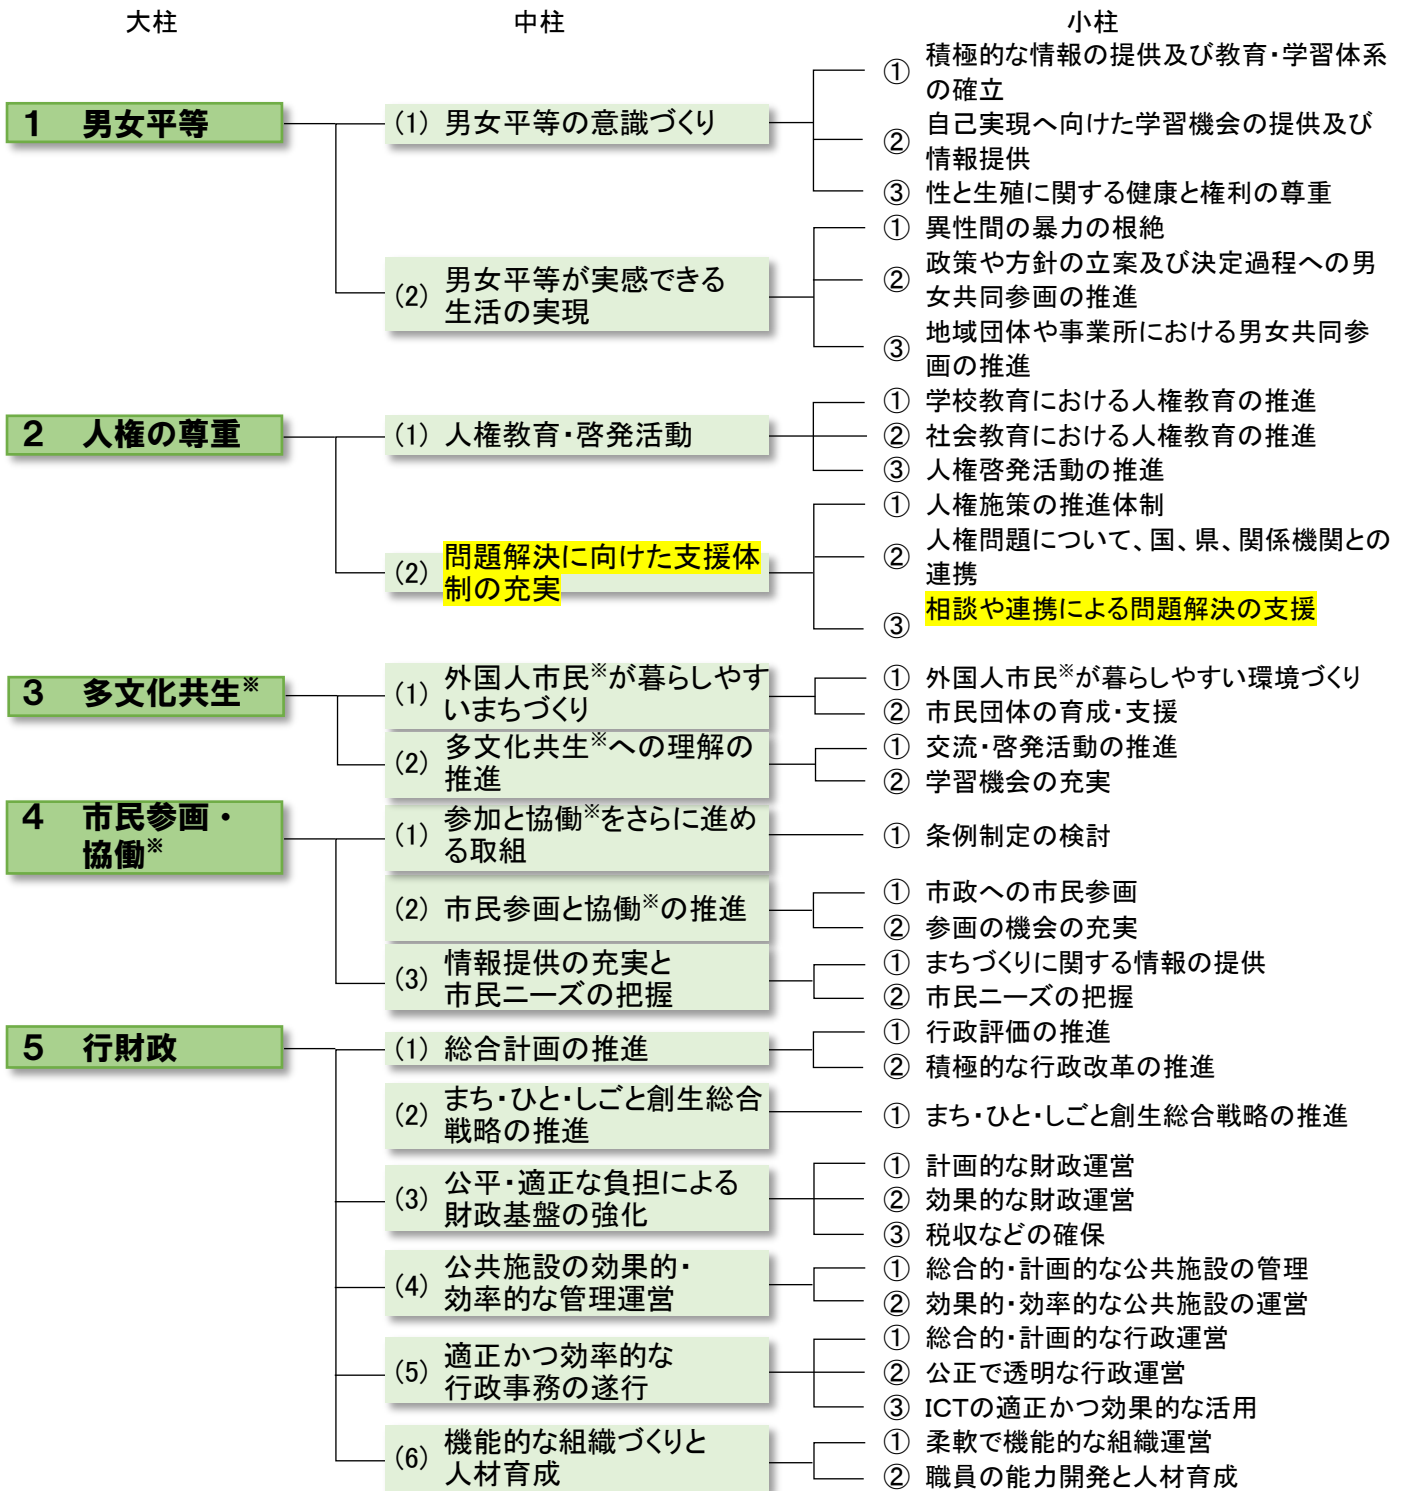 大柱 中柱 小柱
1 男女平等
(1) 男女平等の意識づくり
① 積極的な情報の提供及び教育・学習体系
の確立
② 自己実現へ向けた学習機会の提供及び
情報提供
③ 性と生殖に関する健康と権利の尊重
(2) 男女平等が実感できる
生活の実現
① 異性間の暴力の根絶
② 政策や方針の立案及び決定過程への男
女共同参画の推進
③ 地域団体や事業所における男女共同参
画の推進
2 人権の尊重
(1) 人権教育・啓発活動
① 学校教育における人権教育の推進
② 社会教育における人権教育の推進
③ 人権啓発活動の推進
(2) 問題解決に向けた支援体
制の充実
① 人権施策の推進体制
② 人権問題について、国、県、関係機関との
連携
③ 相談や連携による問題解決の支援
3 多文化共生※
(1) 外国人市民※が暮らしやす
いまちづくり
① 外国人市民※が暮らしやすい環境づくり
② 市民団体の育成・支援
(2) 多文化共生※への理解の
推進
① 交流・啓発活動の推進
② 学習機会の充実
4 市民参画・
協働※
(1) 参加と協働※をさらに進め
る取組
① 条例制定の検討
(2) 市民参画と協働※の推進
① 市政への市民参画
② 参画の機会の充実
(3) 情報提供の充実と
市民ニーズの把握
① まちづくりに関する情報の提供
② 市民ニーズの把握
5 行財政
(1) 総合計画の推進
① 行政評価の推進
② 積極的な行政改革の推進
(2) まち・ひと・しごと創生総合
戦略の推進
① まち・ひと・しごと創生総合戦略の推進
(3) 公平・適正な負担による
財政基盤の強化
① 計画的な財政運営
② 効果的な財政運営
③ 税収などの確保
(4) 公共施設の効果的・
効率的な管理運営
① 総合的・計画的な公共施設の管理
② 効果的・効率的な公共施設の運営
(5) 適正かつ効率的な
行政事務の遂行
① 総合的・計画的な行政運営
② 公正で透明な行政運営
③ ICTの適正かつ効果的な活用
(6) 機能的な組織づくりと
人材育成
① 柔軟で機能的な組織運営
② 職員の能力開発と人材育成